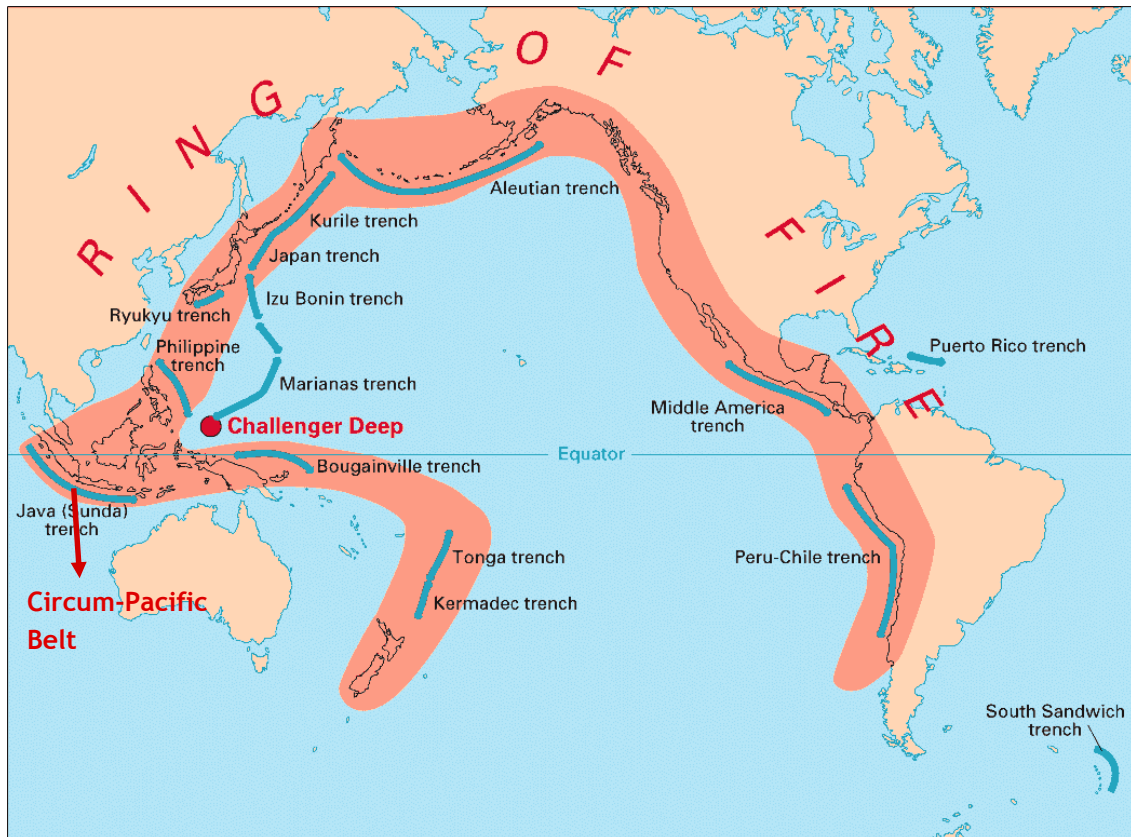 RING OF FIRE
Aleutian trench
Kurile trench
Japan trench
Izu Bonin trench
Ryukyu trench
Philippine
trench
Marianas trench
Challenger Deep
Puerto Rico trench
Middle America
trench
Equator
Bougainville trench
Java (Sunda)
trench
Tonga trench
Peru-Chile trench
Kermadec trench
Circum-Pacific
Belt
South Sandwich
trench